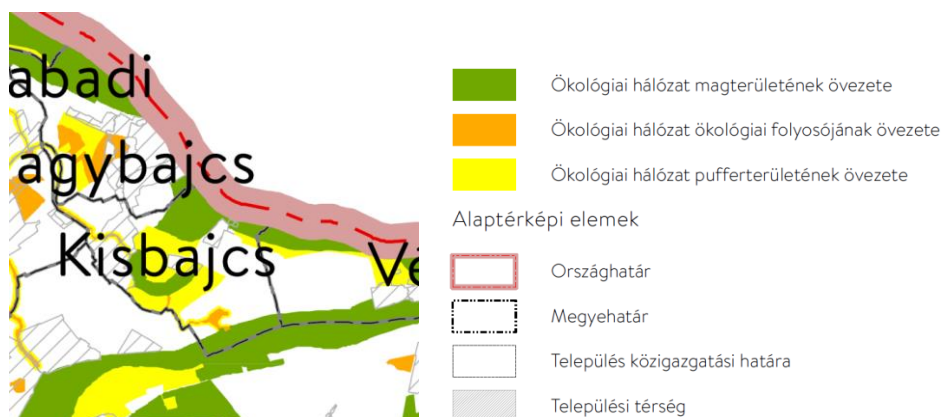 abadi
agybajcs
Kisbajcs
Vé
Ökológiai hálózat magterületének övezete
Ökológiai hálózat ökológiai folyosójának övezete
Ökológiai hálózat pufferterületének övezete
Alaptérképi elemek
Országhatár
Megyehatár
Település közigazgatási határa
Települési térség